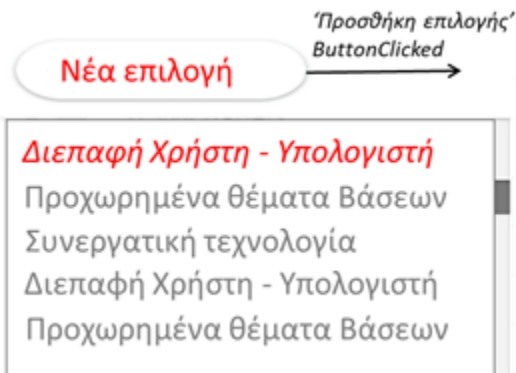 ‘Προσθήκη επιλογής’
ButtonClicked
Νέα επιλογή
Διεπαφή Χρήστη - Υπολογιστή
Προχωρημένα θέματα Βάσεων
Συνεργατική τεχνολογία
Διεπαφή Χρήστη - Υπολογιστή
Προχωρημένα θέματα Βάσεων